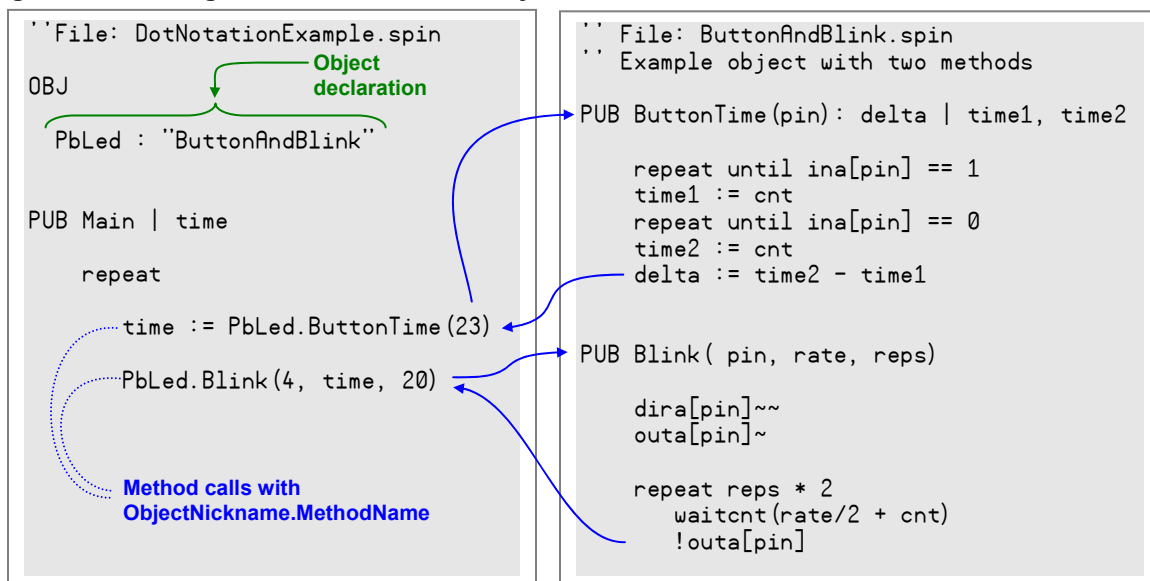 ''File: DotNotationExample.spin
Object
declaration
OBJ
PbLed : "ButtonAndBlink"
PUB Main | time
repeat
time := PbLed.ButtonTime(23)
PbLed.Blink(4, time, 20)
Method calls with
ObjectNickname.MethodName
'' File: ButtonAndBlink.spin
'' Example object with two methods
PUB ButtonTime(pin): delta | time1, time2
repeat until ina[pin] == 1
time1 := cnt
repeat until ina[pin] == 0
time2 := cnt
delta := time2 - time1
PUB Blink( pin, rate, reps)
dira[pin]~~
outa[pin]~
repeat reps * 2
waitcnt(rate/2 + cnt)
!outa[pin]